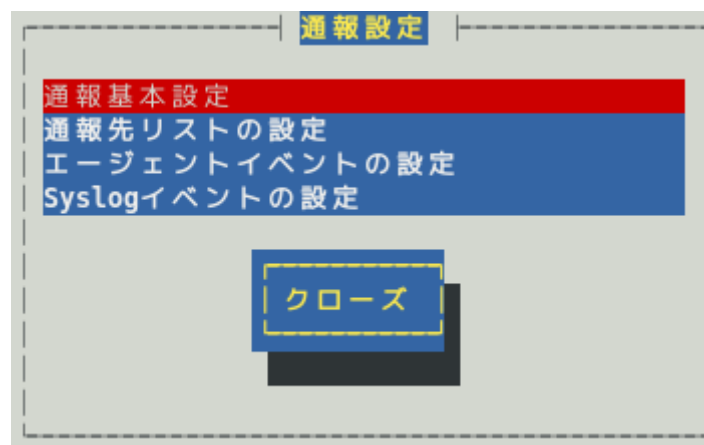 通報設定
通報基本設定
通報先リストの設定
エージェントイベントの設定
Syslogイベントの設定
クローズ